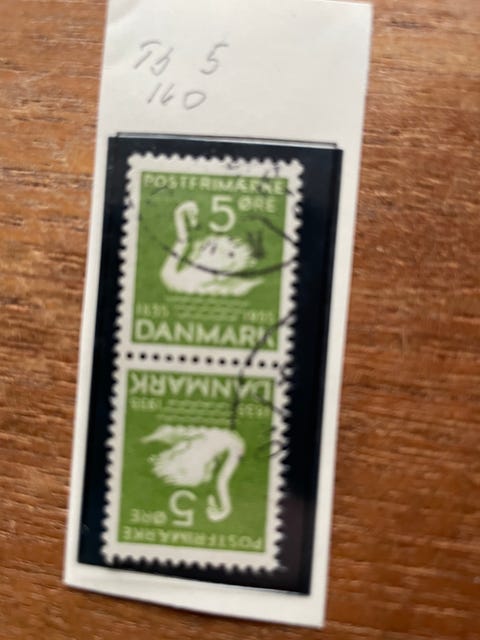 Tb 5
160
POSTFRIMÆRKE
5 ØRE
1835 1935
DANMARK
DANMARK
1835 1935
5 ØRE
POSTFRIMÆRKE